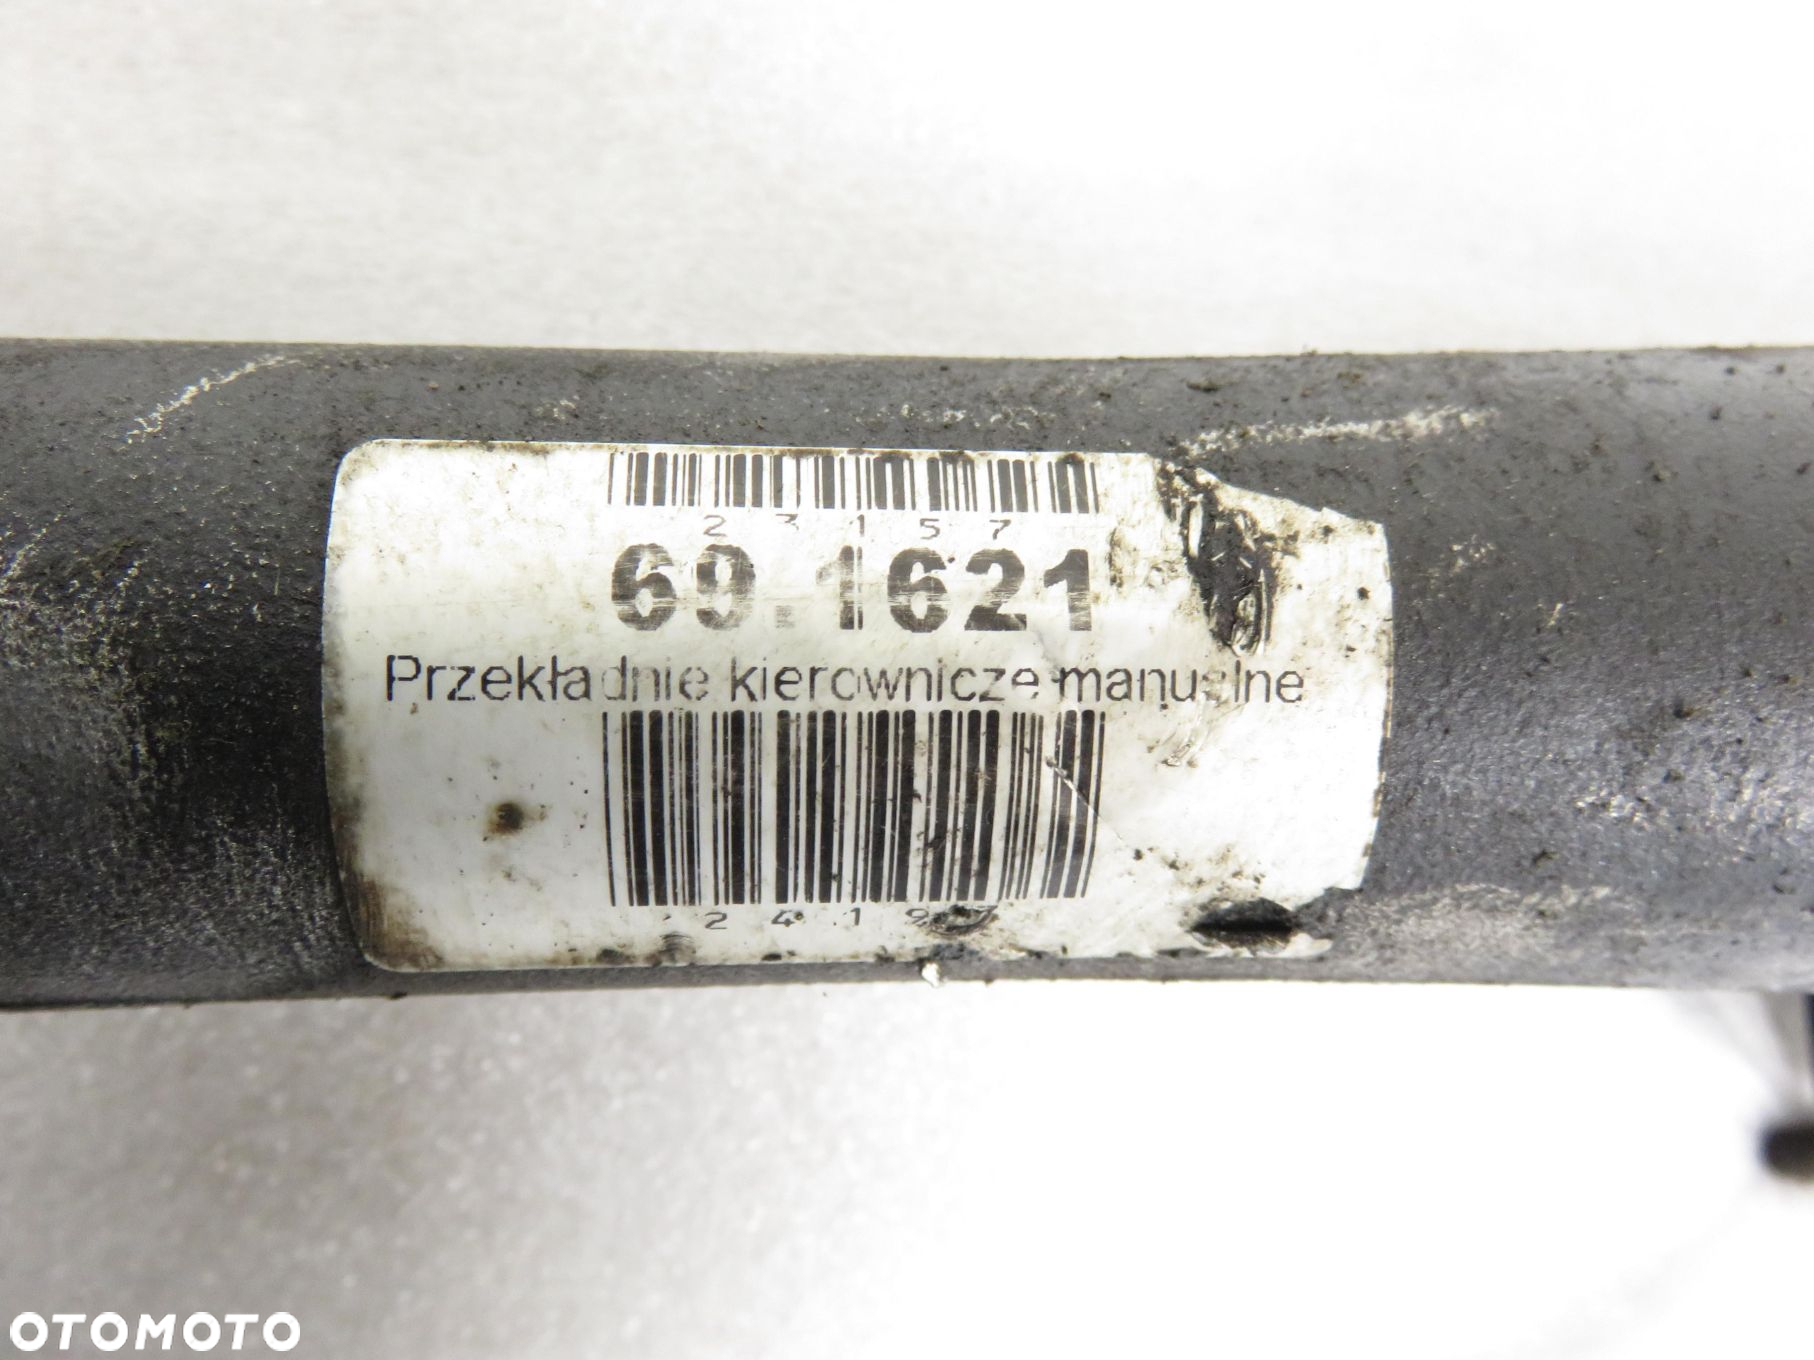 23157
69.1621
Przekładnie kierownicze manualne
OTOMOTO